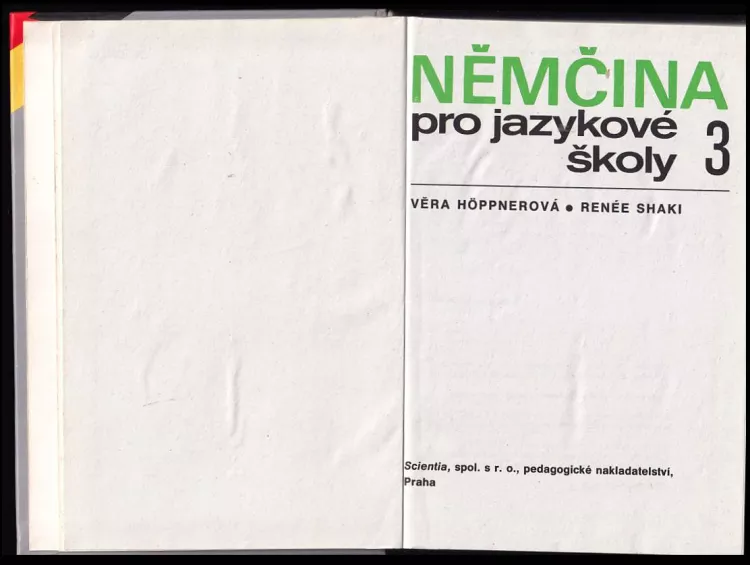 NĚMČINA
pro jazykové
školy 3
VĚRA HÖPPNEROVÁ ● RENÉE SHAKI
Scientia, spol. s r. o., pedagogické nakladatelství,
Praha